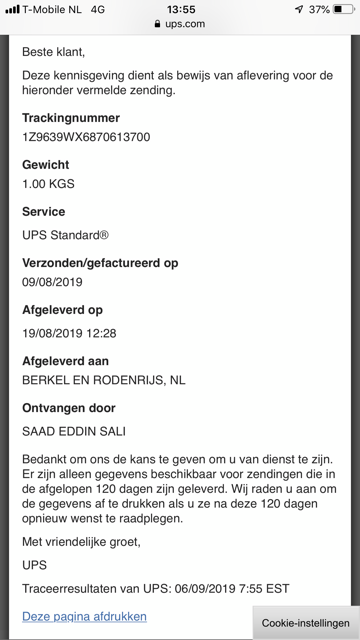 T-Mobile NL 4G 13:55 37%
ups.com
Beste klant,
Deze kennisgeving dient als bewijs van aflevering voor de
hieronder vermelde zending.
Trackingnummer
1Z9639WX6870613700
Gewicht
1.00 KGS
Service
UPS Standard®
Verzonden/gefactureerd op
09/08/2019
Afgeleverd op
19/08/2019 12:28
Afgeleverd aan
BERKEL EN RODENRIJS, NL
Ontvangen door
SAAD EDDIN SALI
Bedankt om ons de kans te geven om u van dienst te zijn.
Er zijn alleen gegevens beschikbaar voor zendingen die in
de afgelopen 120 dagen zijn geleverd. Wij raden u aan om
de gegevens af te drukken als u ze na deze 120 dagen
opnieuw wenst te raadplegen.
Met vriendelijke groet,
UPS
Traceerresultaten van UPS: 06/09/2019 7:55 EST
Deze pagina afdrukken
Cookie-instellingen